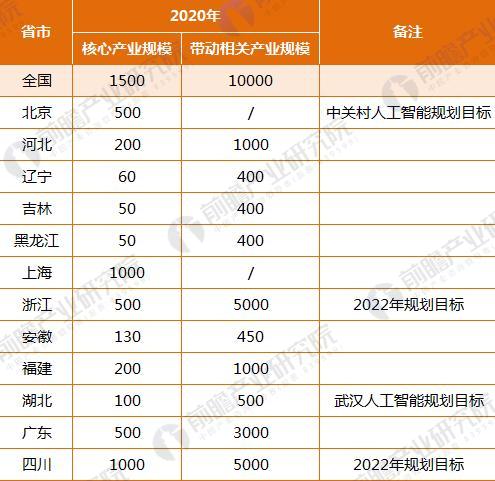 省市 2020年 备注
核心产业规模 带动相关产业规模
全国 1500 10000
北京 500 / 中关村人工智能规划目标
河北 200 1000
辽宁 60 400
吉林 50 400
黑龙江 50 400
上海 1000 /
浙江 500 5000 2022年规划目标
安徽 130 450
福建 200 1000
湖北 100 500 武汉人工智能规划目标
广东 500 3000
四川 1000 5000 2022年规划目标
前瞻产业研究院